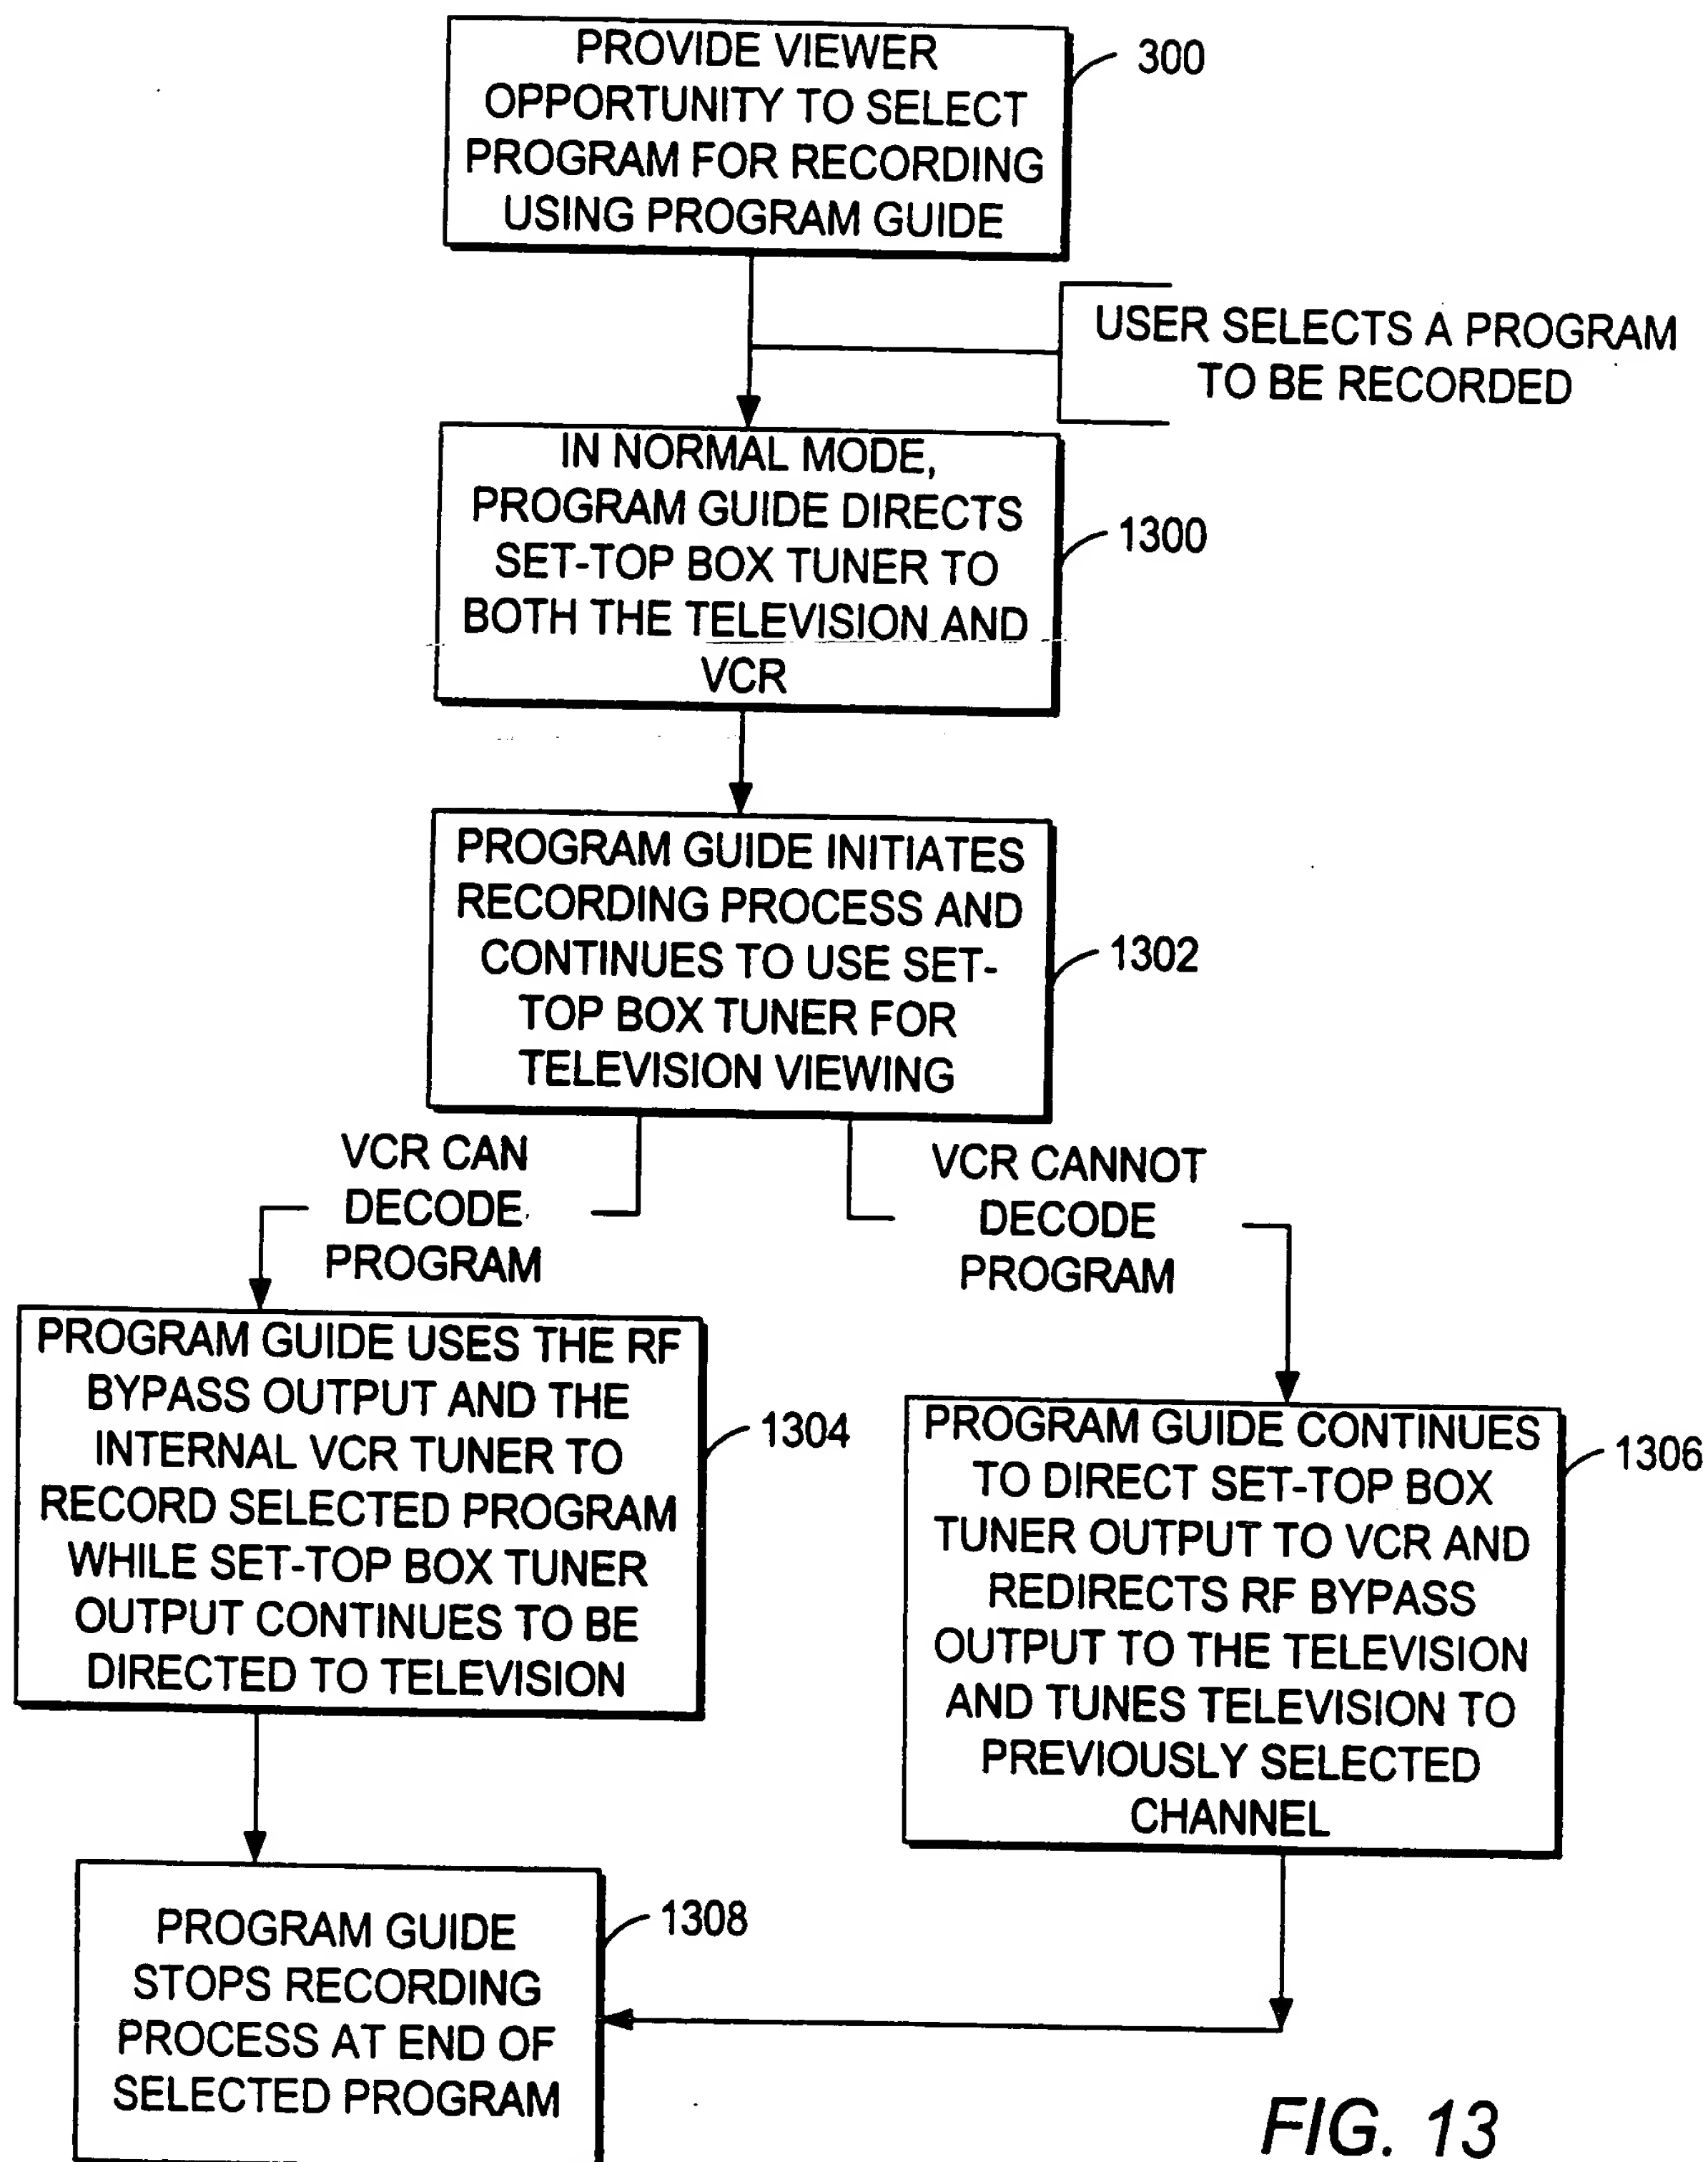 PROVIDE VIEWER
OPPORTUNITY TO SELECT
PROGRAM FOR RECORDING
USING PROGRAM GUIDE
300
USER SELECTS A PROGRAM
TO BE RECORDED
IN NORMAL MODE,
PROGRAM GUIDE DIRECTS
SET-TOP BOX TUNER TO
BOTH THE TELEVISION AND
VCR
1300
PROGRAM GUIDE INITIATES
RECORDING PROCESS AND
CONTINUES TO USE SET-
TOP BOX TUNER FOR
TELEVISION VIEWING
1302
VCR CAN
DECODE
PROGRAM
VCR CANNOT
DECODE
PROGRAM
PROGRAM GUIDE USES THE RF
BYPASS OUTPUT AND THE
INTERNAL VCR TUNER TO
RECORD SELECTED PROGRAM
WHILE SET-TOP BOX TUNER
OUTPUT CONTINUES TO BE
DIRECTED TO TELEVISION
1304
PROGRAM GUIDE CONTINUES
TO DIRECT SET-TOP BOX
TUNER OUTPUT TO VCR AND
REDIRECTS RF BYPASS
OUTPUT TO THE TELEVISION
AND TUNES TELEVISION TO
PREVIOUSLY SELECTED
CHANNEL
1306
PROGRAM GUIDE
STOPS RECORDING
PROCESS AT END OF
SELECTED PROGRAM
1308
FIG. 13